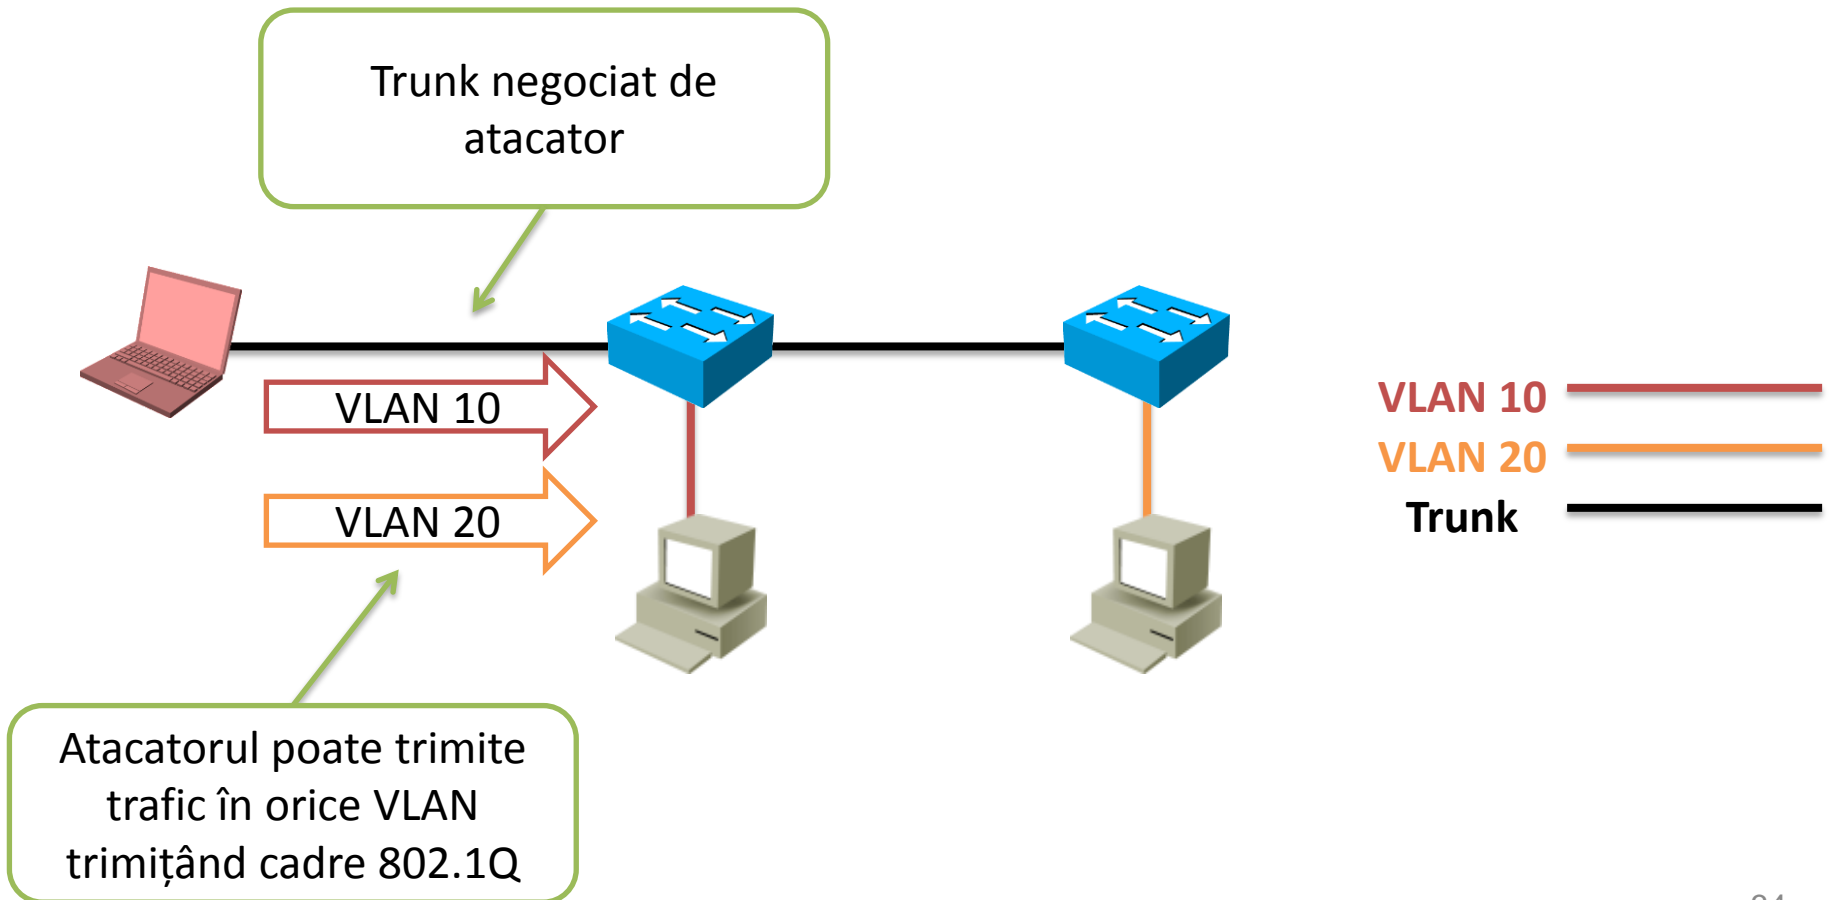 Trunk negociat de
atacator
VLAN 10
VLAN 20
VLAN 10
VLAN 20
Trunk
Atacatorul poate trimite
trafic în orice VLAN
trimițând cadre 802.1Q